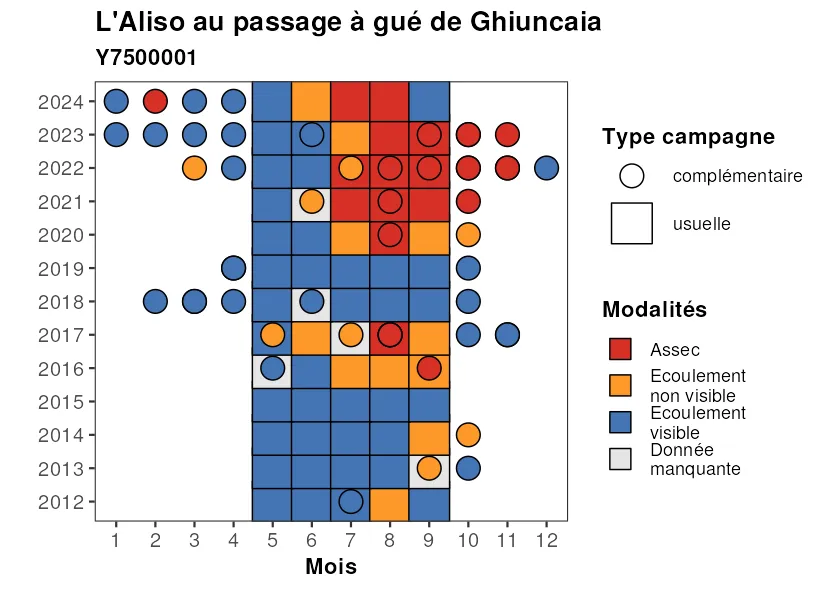 L'Aliso au passage à gué de Ghiuncaia
Y7500001
2024
2023
2022
2021
2020
2019
2018
2017
2016
2015
2014
2013
2012
1 2 3 4 5 6 7 8 9 10 11 12
Mois
Type campagne
complémentaire
usuelle
Modalités
Assec
Ecoulement
non visible
Ecoulement
visible
Donnée
manquante